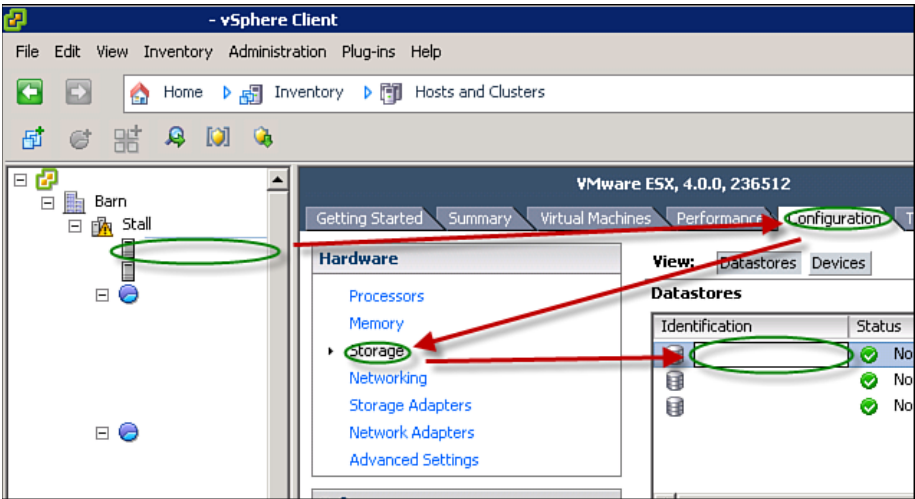 - vSphere Client
File Edit View Inventory Administration Plug-ins Help
Home Inventory Hosts and Clusters
Barn
Stall
VMware ESX, 4.0.0, 236512
Getting Started Summary Virtual Machines Performance Configuration
Hardware
Processors
Memory
Storage
Networking
Storage Adapters
Network Adapters
Advanced Settings
View: Datastores Devices
Datastores
Identification Status
No
No
No